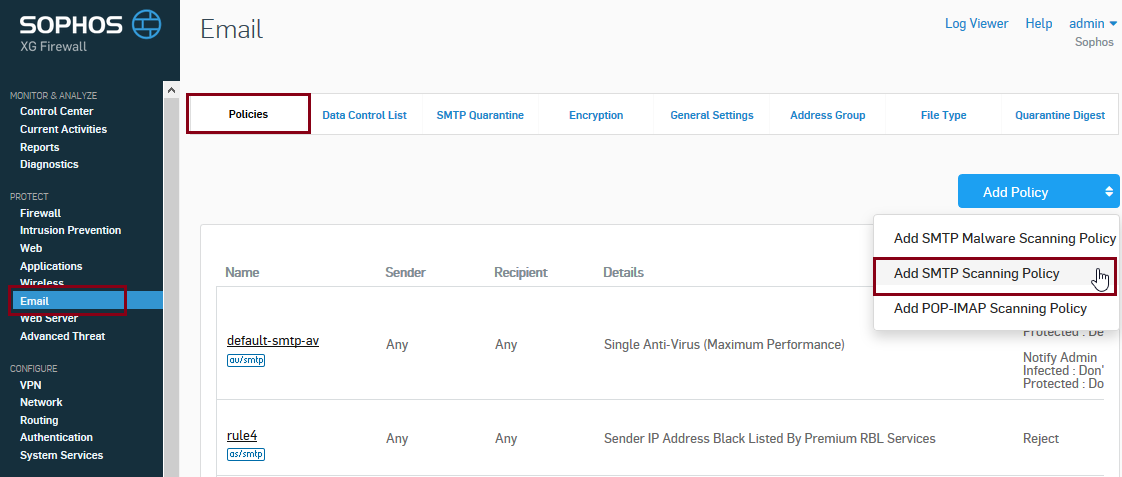 SOPHOS
XG Firewall
Email
Log Viewer Help admin
Sophos
MONITOR & ANALYZE
Control Center
Current Activities
Reports
Diagnostics
PROTECT
Firewall
Intrusion Prevention
Web
Applications
Wireless
Email
Web Server
Advanced Threat
CONFIGURE
VPN
Network
Routing
Authentication
System Services
Policies Data Control List SMTP Quarantine Encryption General Settings Address Group File Type Quarantine Digest
Add Policy
Add SMTP Malware Scanning Policy
Add SMTP Scanning Policy
Add POP-IMAP Scanning Policy
Name Sender Recipient Details
default-smtp-av Any Any Single Anti-Virus (Maximum Performance)
av/smtp
Protected : De
Notify Admin
Infected : Don'
Protected : Do
rule4 Any Any Sender IP Address Black Listed By Premium RBL Services Reject
as/smtp